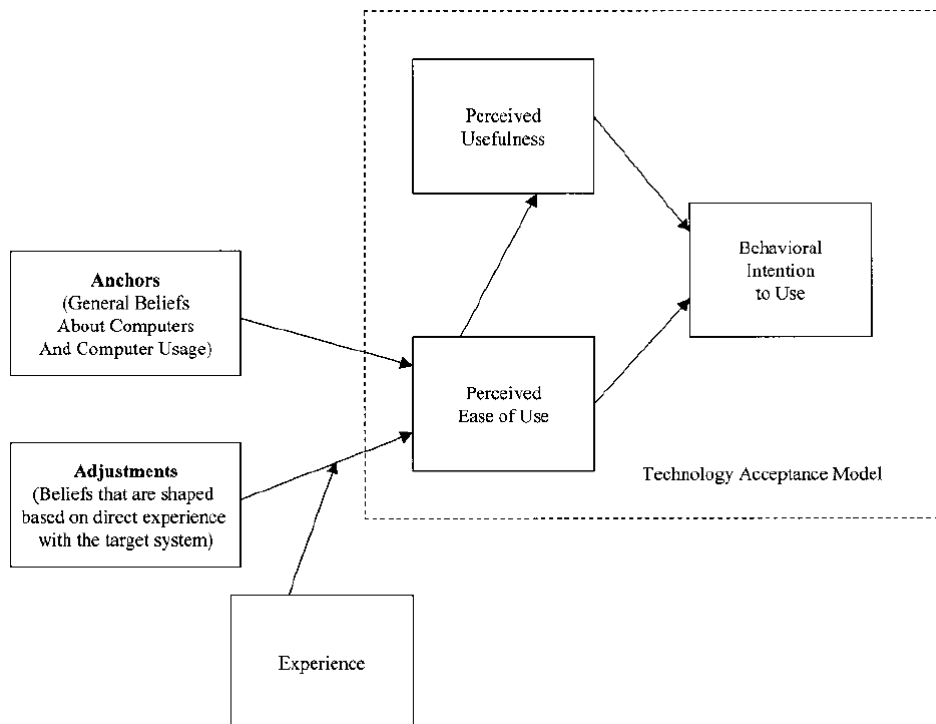 Perceived
Usefulness
Behavioral
Intention
to Use
Anchors
(General Beliefs
About Computers
And Computer Usage)
Perceived
Ease of Use
Adjustments
(Beliefs that are shaped
based on direct experience
with the target system)
Technology Acceptance Model
Experience